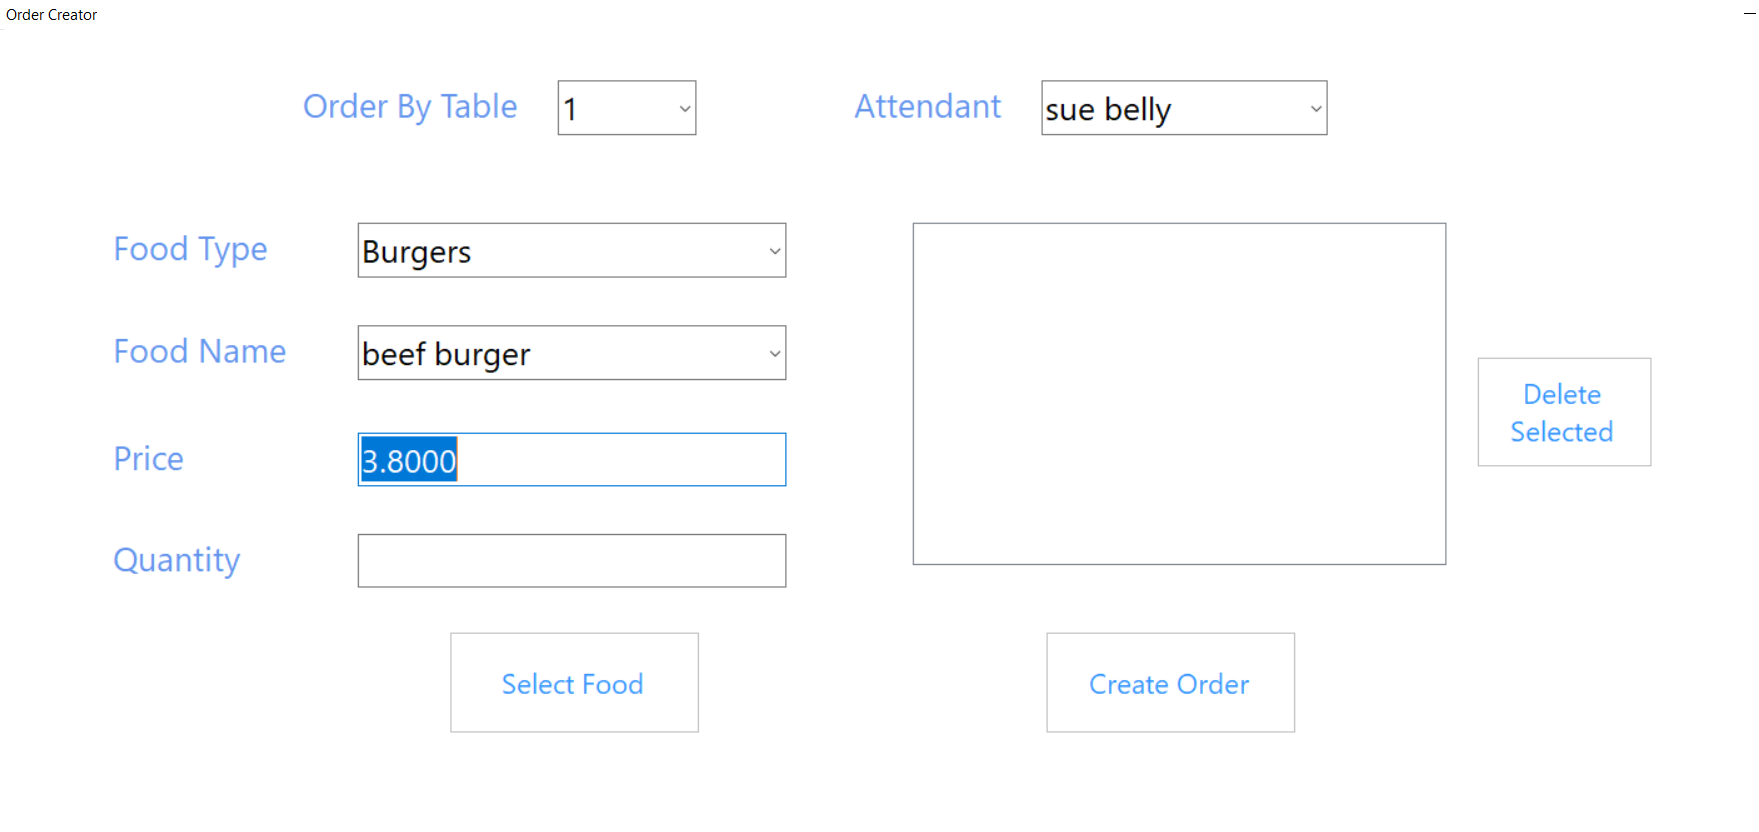 Order Creator
Order By Table 1 Attendant sue belly
Food Type Burgers
Food Name beef burger
Delete
Selected
Price 3.8000
Quantity
Select Food Create Order